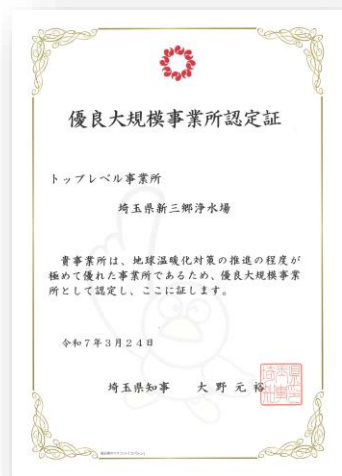 優良大規模事業所認定証
トップレベル事業所
埼玉県新三郷浄水場
貴事業所は、地球温暖化対策の推進の程度が
極めて優れた事業所であるため、優良大規模事業
所として認定し、ここに証します。
令和7年3月24日
埼玉県知事 大野元裕